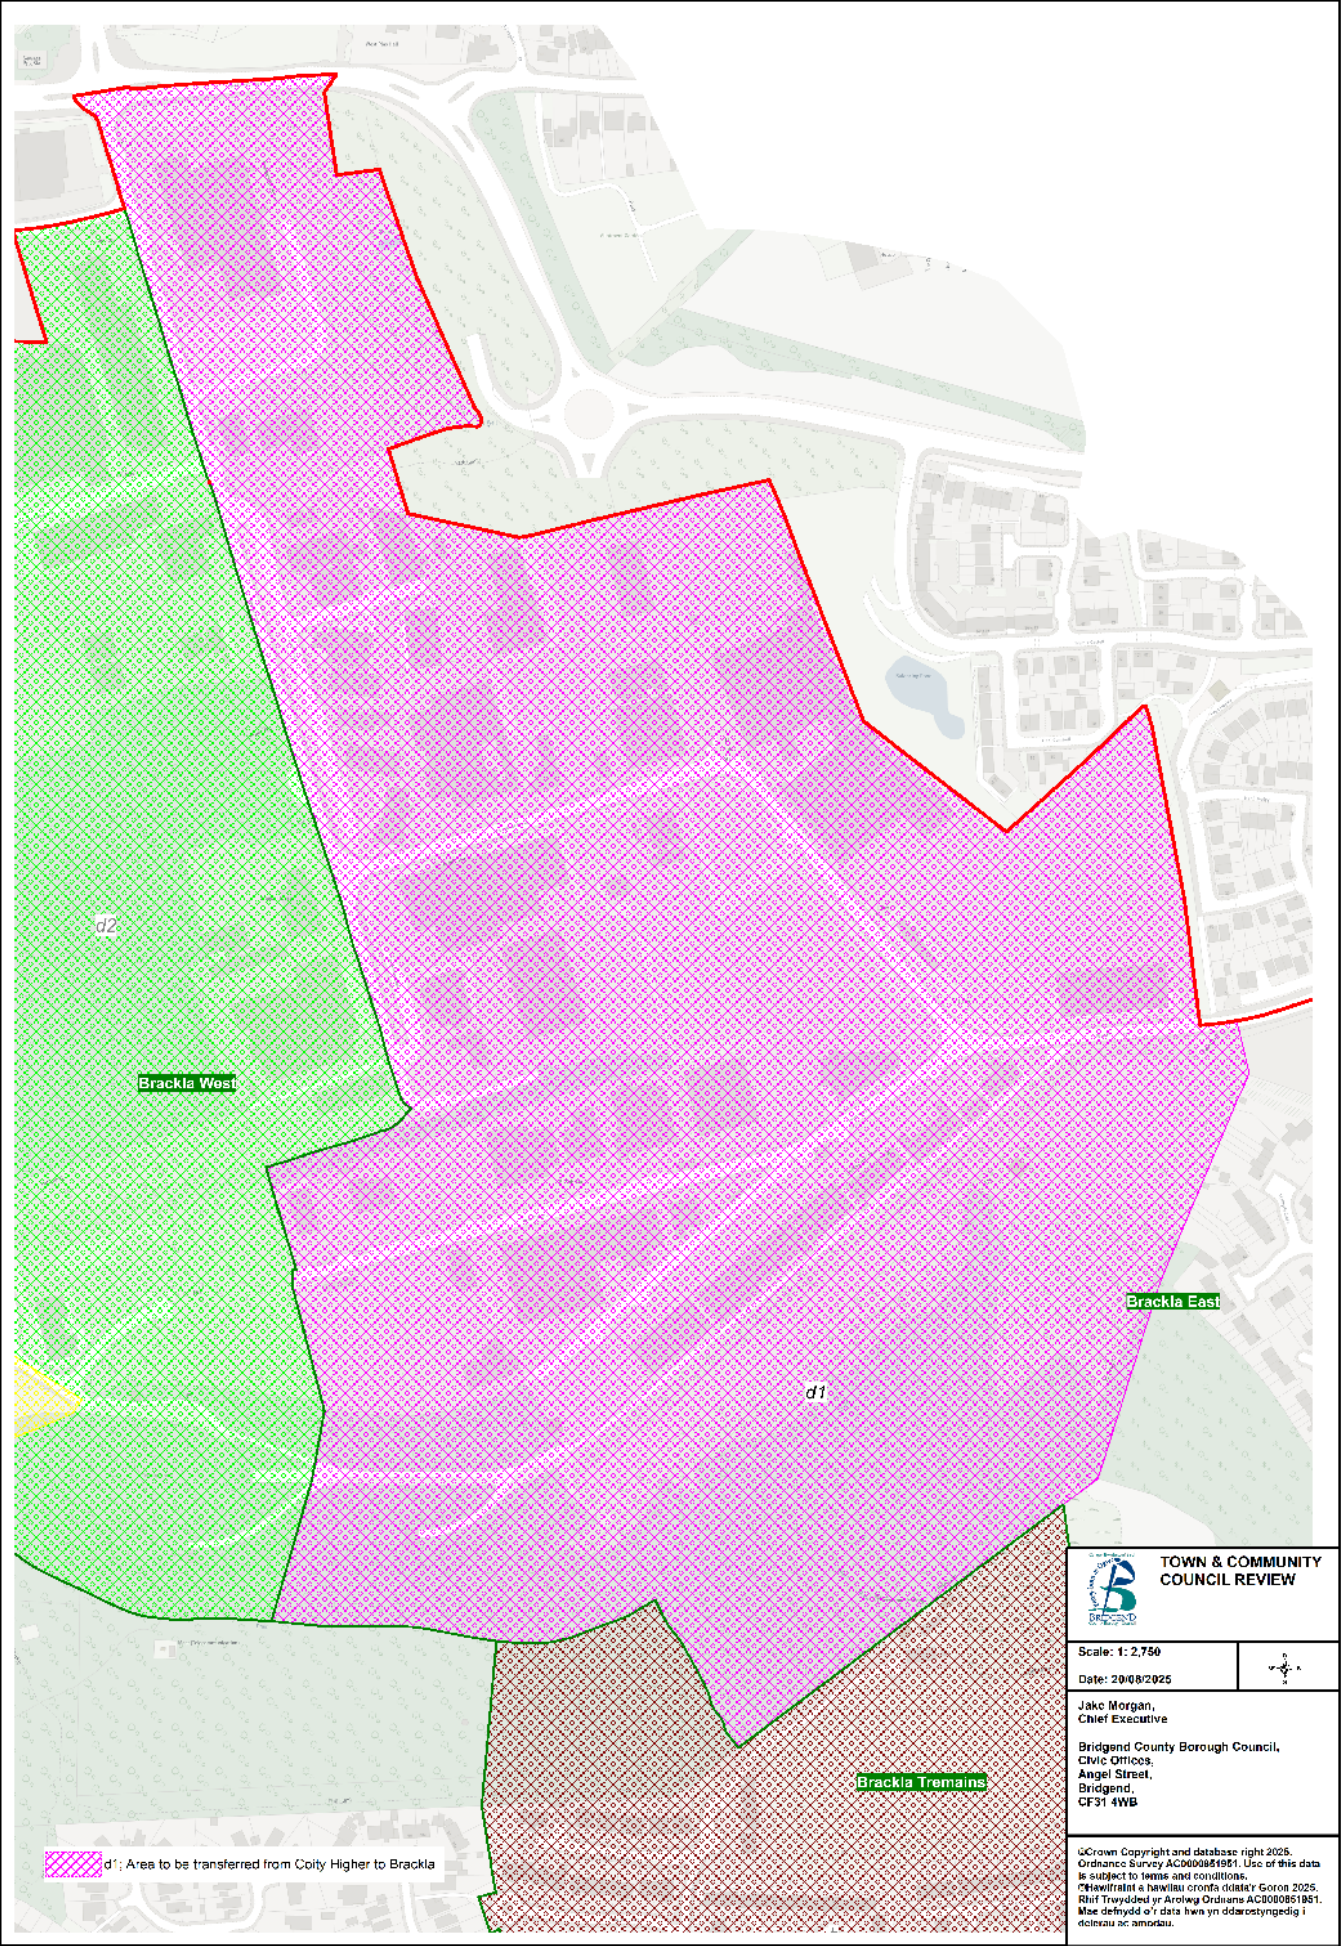 d2
Brackla West
Brackla East
d1
Brackla Tremains
d1; Area to be transferred from Coity Higher to Brackla
BRIDGEND
TOWN & COMMUNITY
COUNCIL REVIEW
Scale: 1: 2,750
Date: 20/08/2025
Jake Morgan,
Chief Executive
Bridgend County Borough Council,
Civic Offices,
Angel Street,
Bridgend,
CF31 4WB
©Crown Copyright and database right 2025.
Ordnance Survey AC0000851951. Use of this data
is subject to terms and conditions.
©Hawlfraint a hawliau cronfa ddata'r Goron 2025.
Rhif Trwydded yr Arolwg Ordnans AC0000851951.
Mae defnydd o'r data hwn yn ddarostyngedig i
delerau ac amodau.